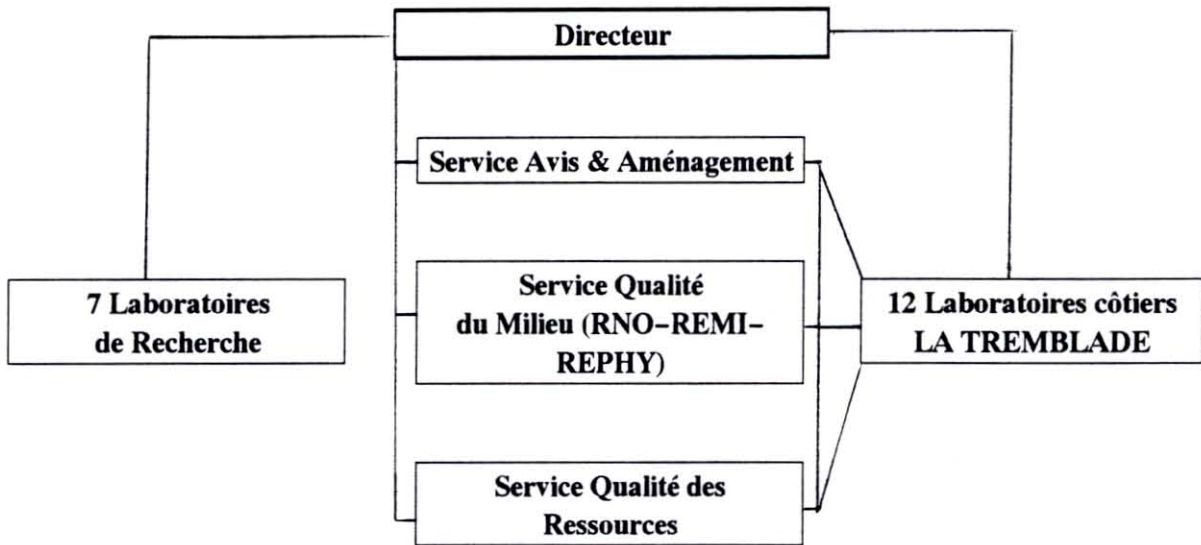 Directeur
Service Avis & Aménagement
7 Laboratoires
de Recherche
Service Qualité
du Milieu (RNO-REMI-
REPHY)
12 Laboratoires côtiers
LA TREMBLADE
Service Qualité des
Ressources